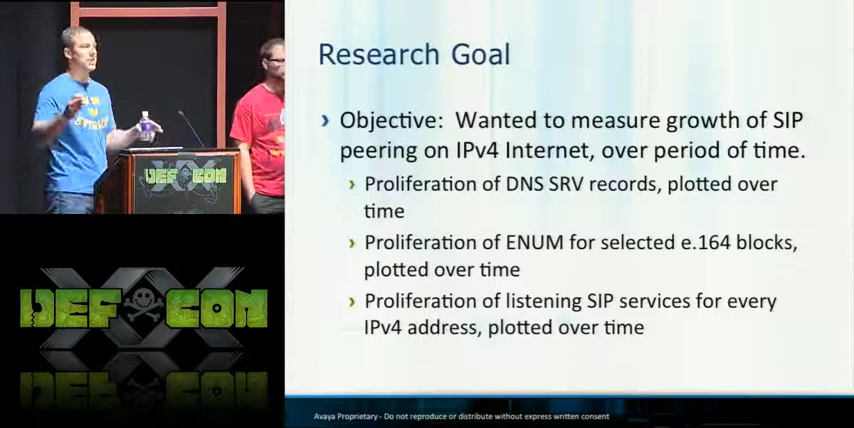 Research Goal
› Objective: Wanted to measure growth of SIP
peering on IPv4 Internet, over period of time.
› Proliferation of DNS SRV records, plotted over
time
› Proliferation of ENUM for selected e.164 blocks,
plotted over time
› Proliferation of listening SIP services for every
IPv4 address, plotted over time
Avaya Proprietary - Do not reproduce or distribute without express written consent
DEF CON
XX
DEF CON
XX